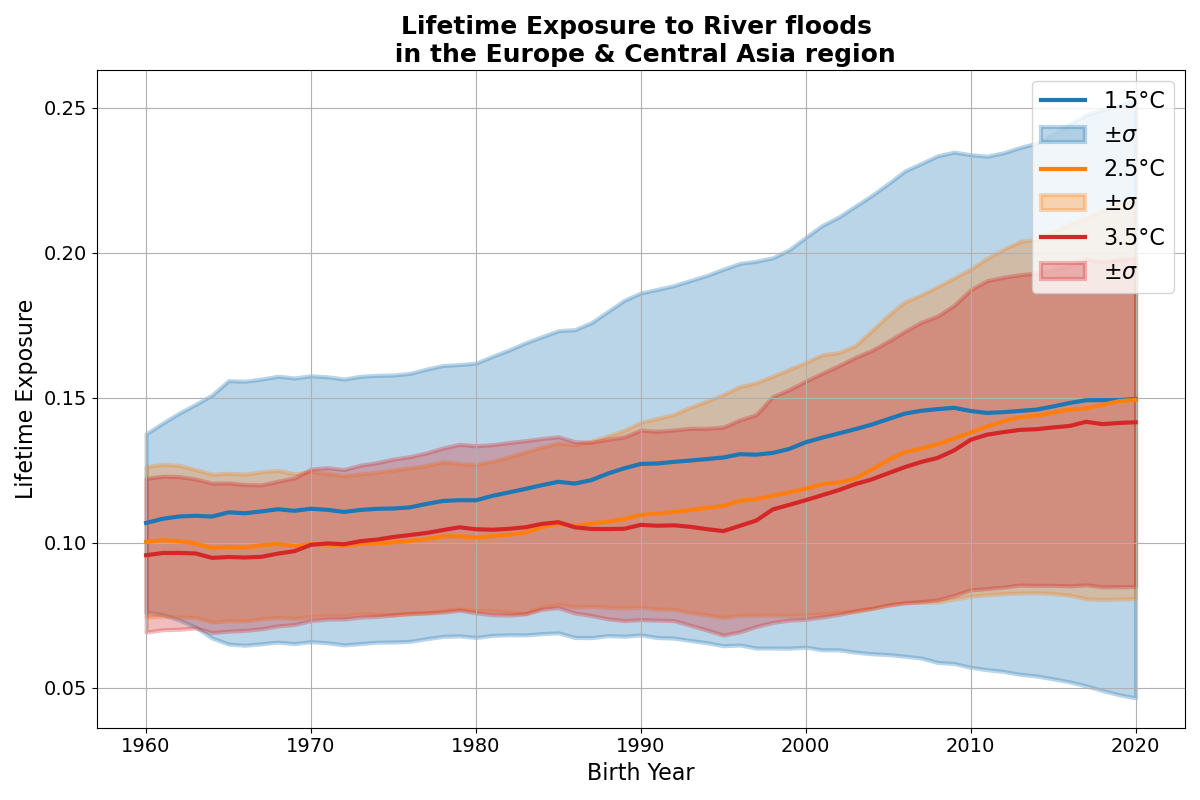 Lifetime Exposure to River floods
in the Europe & Central Asia region
Lifetime Exposure
0.25
0.20
0.15
0.10
0.05
1.5°C
±σ
2.5°C
±σ
3.5°C
±σ
1960 1970 1980 1990 2000 2010 2020
Birth Year